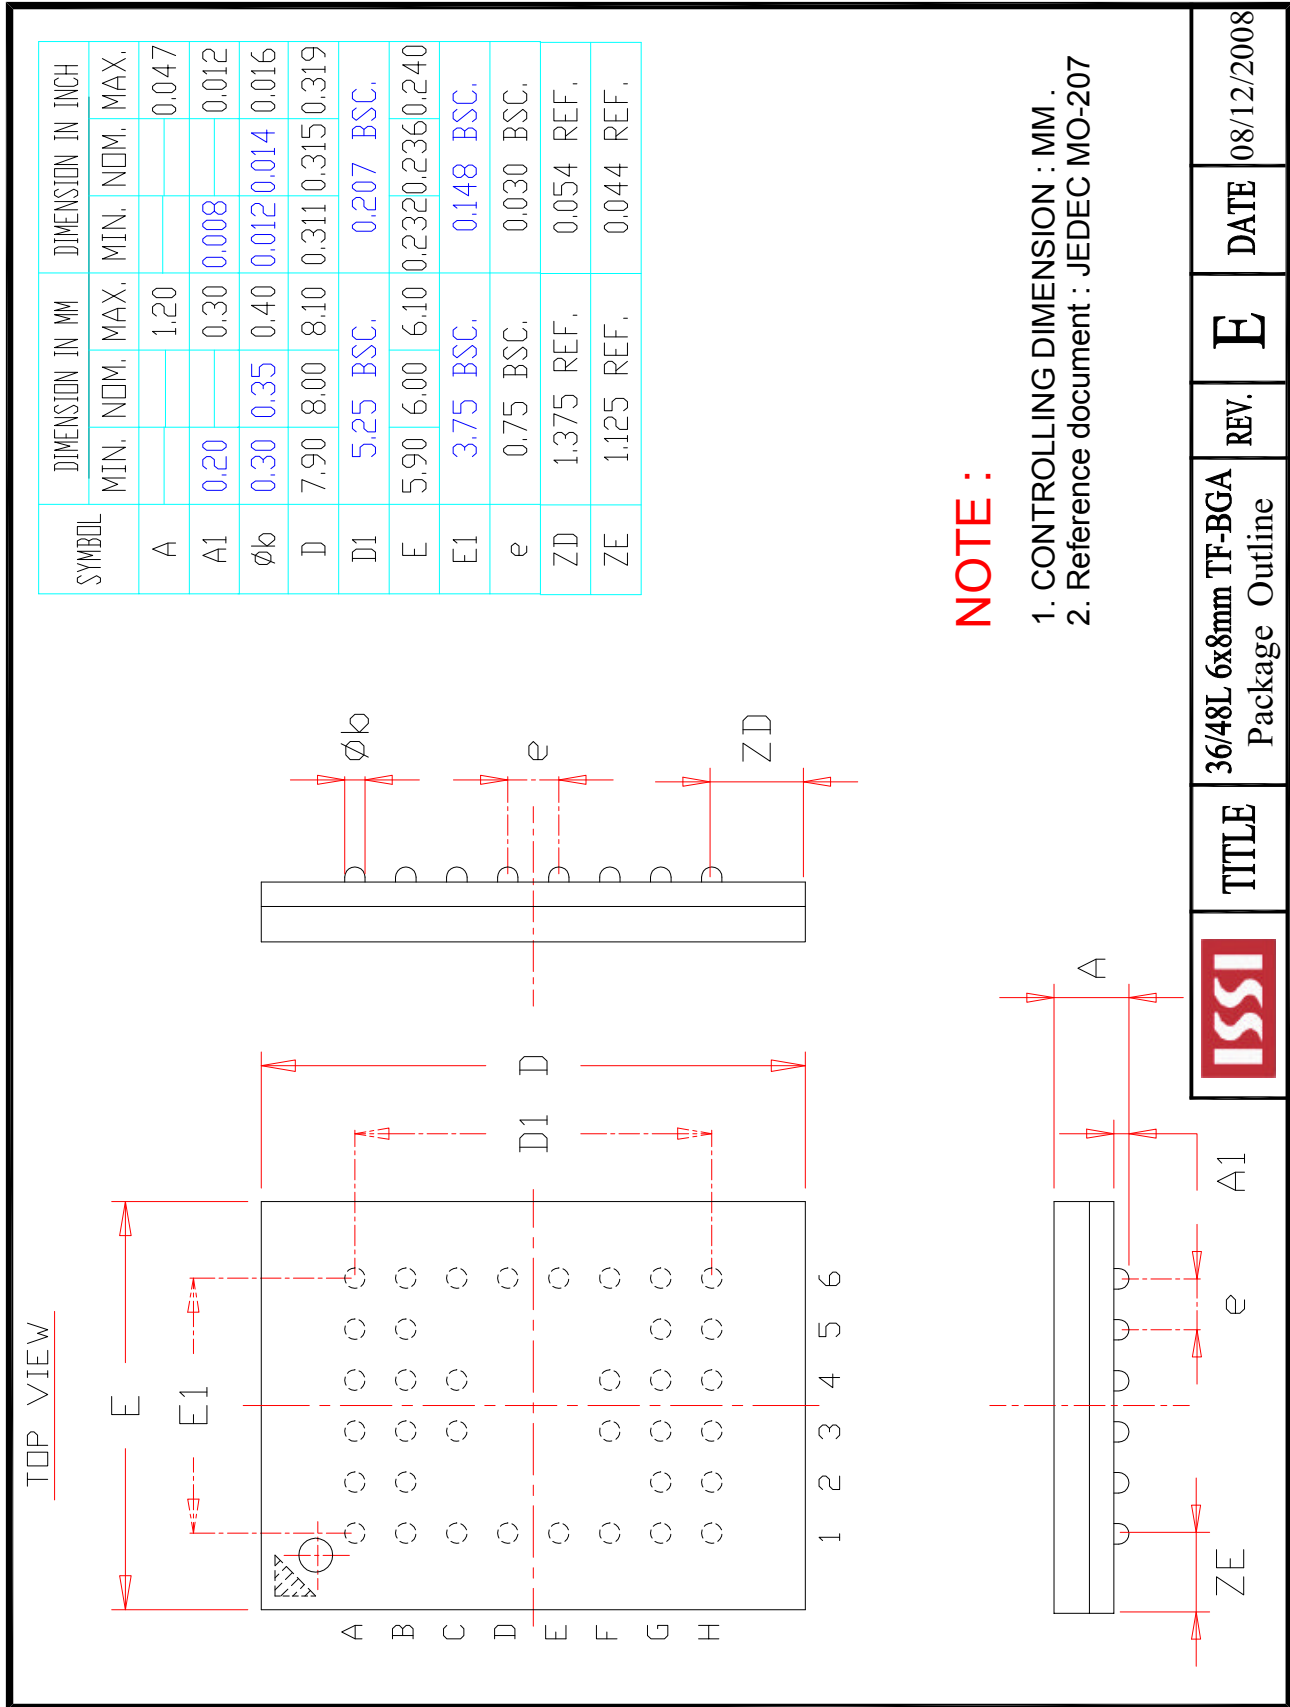 TOP VIEW
E
E1
A
B
C
D
E
F
G
H
1 2 3 4 5 6
D1
D
Øb
e
ZD
ZE
e
A1
A
SYMBOL DIMENSION IN MM DIMENSION IN INCH
MIN. NOM. MAX. MIN. NOM. MAX.
A 1.20 0.047
A1 0.20 0.30 0.008 0.012
Øb 0.30 0.35 0.40 0.012 0.014 0.016
D 7.90 8.00 8.10 0.311 0.315 0.319
D1 5.25 BSC. 0.207 BSC.
E 5.90 6.00 6.10 0.232 0.236 0.240
E1 3.75 BSC. 0.148 BSC.
e 0.75 BSC. 0.030 BSC.
ZD 1.375 REF. 0.054 REF.
ZE 1.125 REF. 0.044 REF.
NOTE :
1. CONTROLLING DIMENSION : MM .
2. Reference document : JEDEC MO-207
ISSI
TITLE
36/48L 6x8mm TF-BGA
Package Outline
REV.
E
DATE
08/12/2008